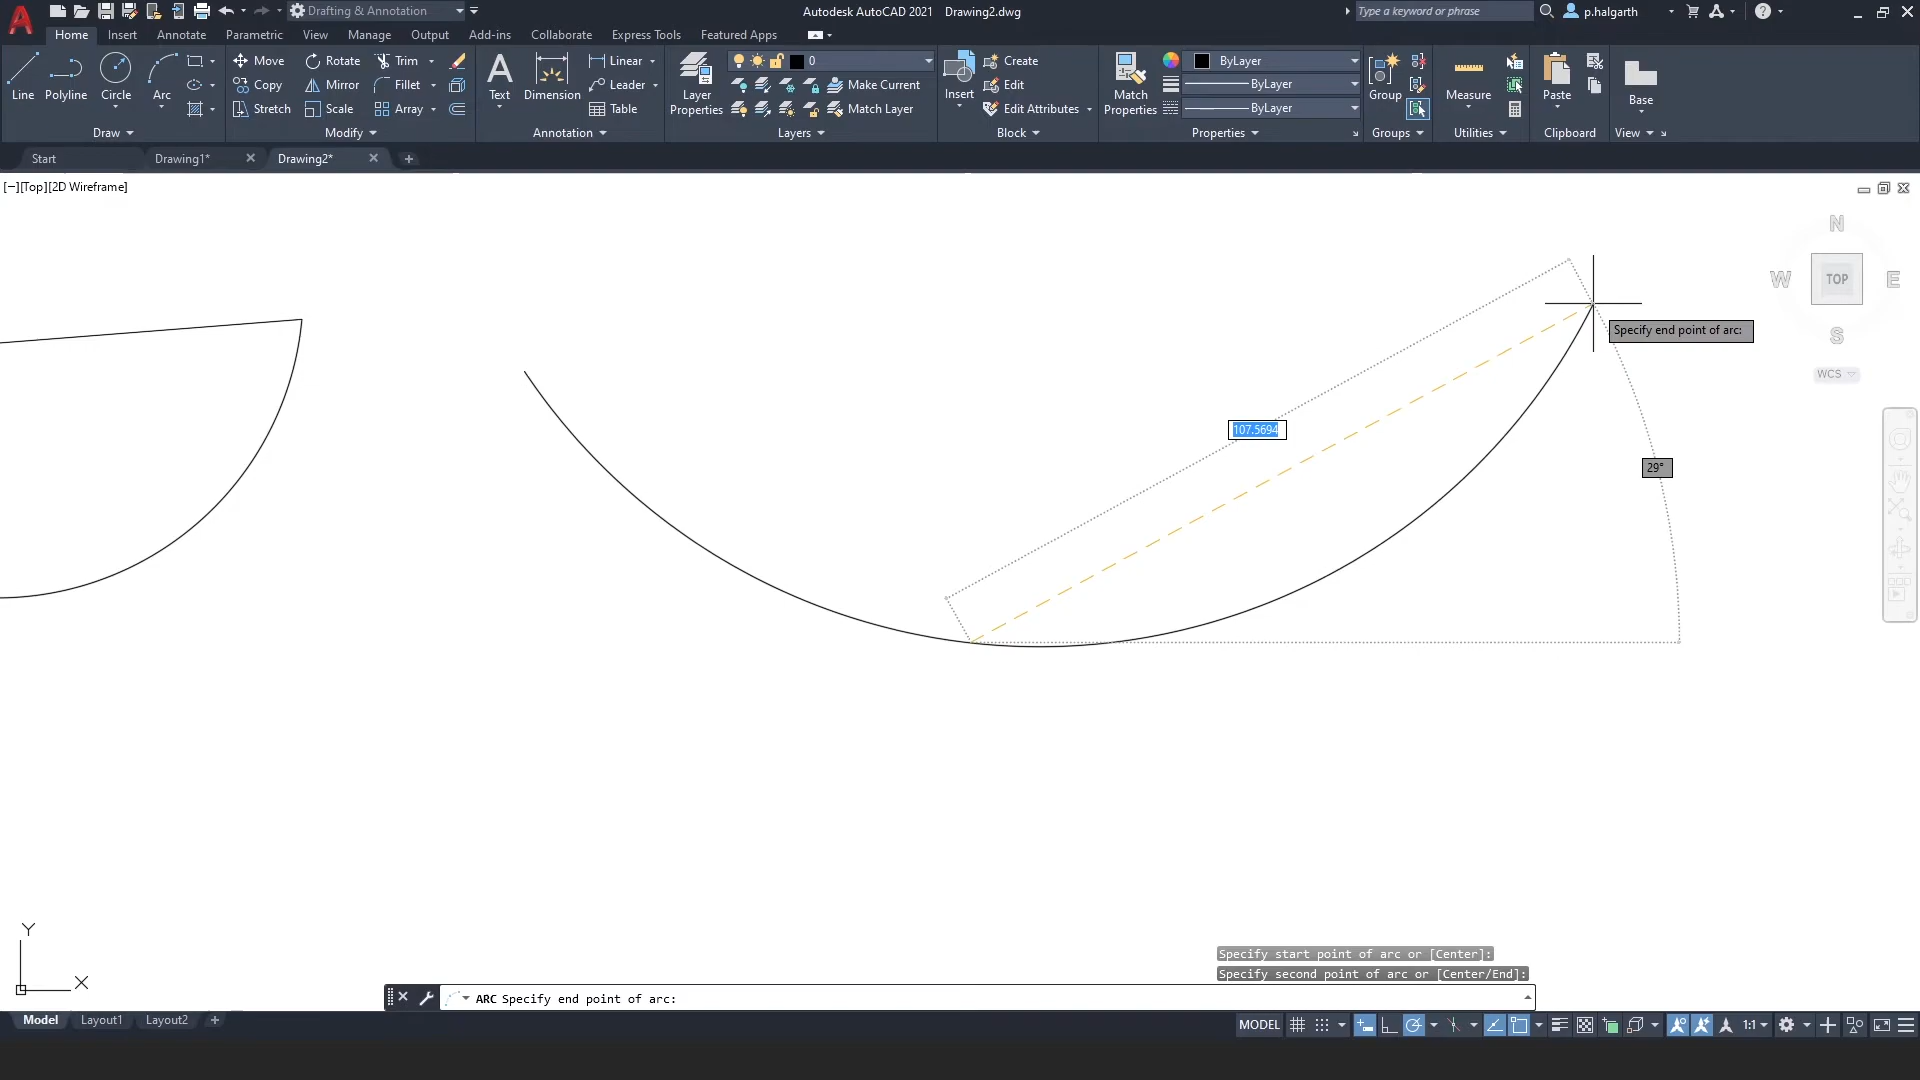 Drafting & Annotation
Autodesk AutoCAD 2021 Drawing2.dwg
Type a keyword or phrase
p.halgarth
Home Insert Annotate Parametric View Manage Output Add-ins Collaborate Express Tools Featured Apps
Line Polyline Circle Arc
Draw
Move Rotate Trim
Copy Mirror Fillet
Stretch Scale Array
Modify
Text Dimension
Linear
Leader
Table
Annotation
Layer Properties
0
Make Current
Match Layer
Layers
Insert
Create
Edit
Edit Attributes
Block
Match Properties
ByLayer
ByLayer
ByLayer
Properties
Group
Groups
Measure
Utilities
Paste
Clipboard
Base
View
Start Drawing1* Drawing2*
[−][Top][2D Wireframe]
N
W TOP E
S
WCS
Specify end point of arc:
107.5694
29°
Y
X
Specify start point of arc or [Center]:
Specify second point of arc or [Center/End]:
ARC Specify end point of arc:
Model Layout1 Layout2
MODEL
1:1